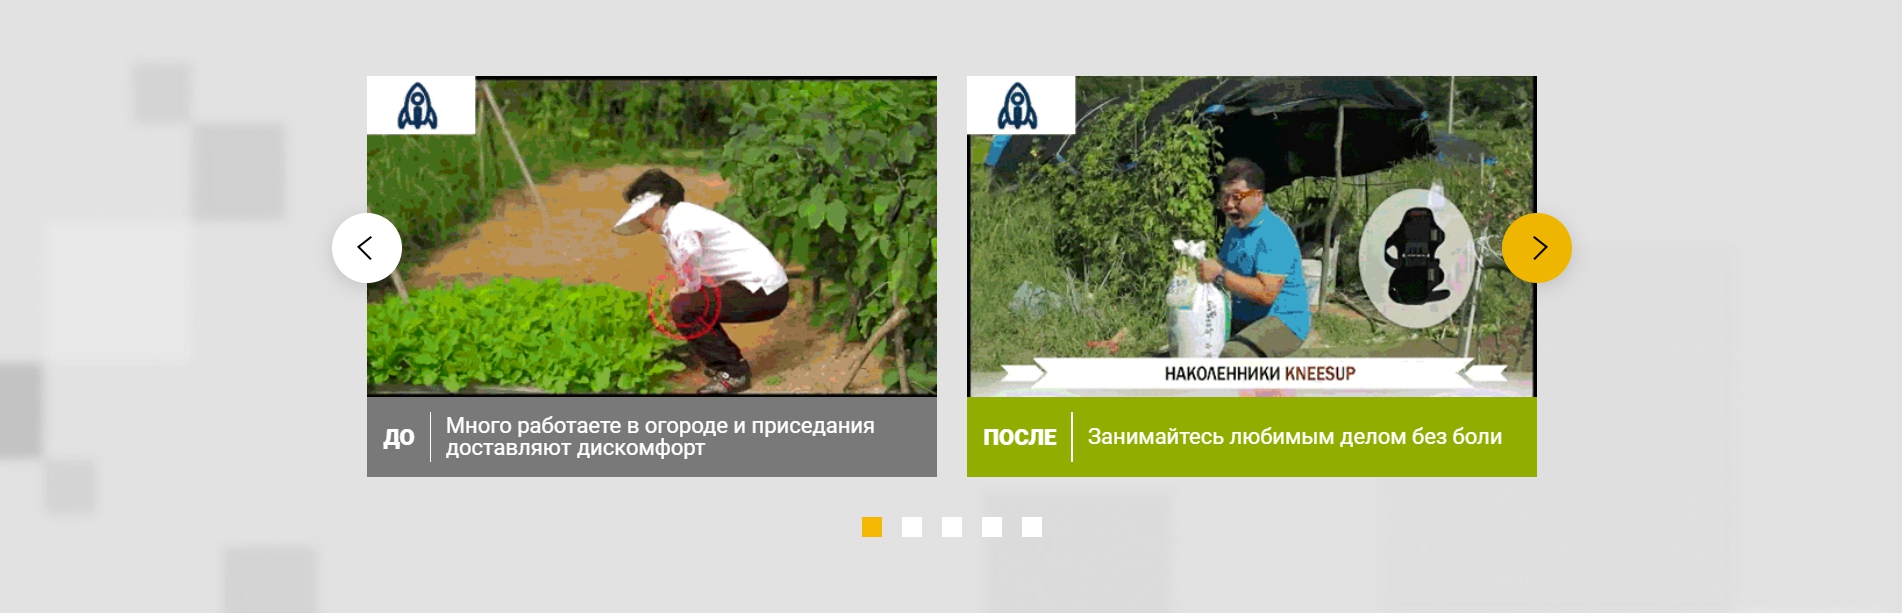 НАКОЛЕННИКИ KNEESUP
ДО
Много работаете в огороде и приседания
доставляют дискомфорт
ПОСЛЕ
Занимайтесь любимым делом без боли